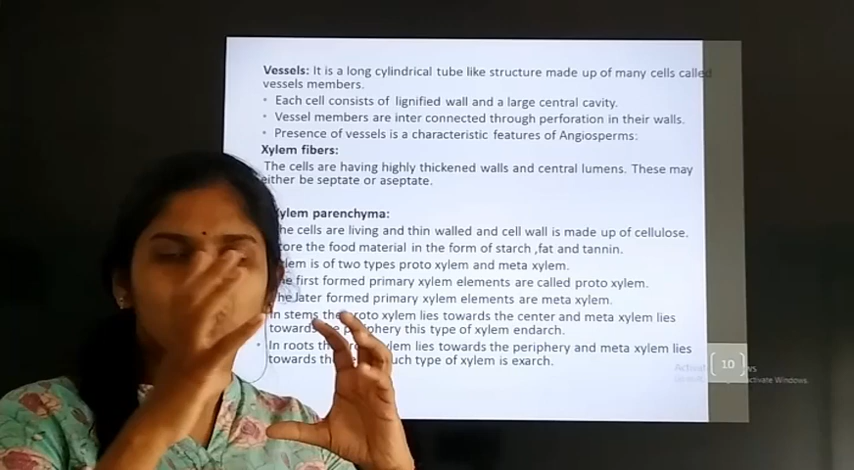 Vessels: It is a long cylindrical tube like structure made up of many cells called
vessels members.
• Each cell consists of lignified wall and a large central cavity.
• Vessel members are inter connected through perforation in their walls.
• Presence of vessels is a characteristic features of Angiosperms:
Xylem fibers:
The cells are having highly thickened walls and central lumens. These may
either be septate or aseptate.
ylem parenchyma:
he cells are living and thin walled and cell wall is made up of cellulose.
tore the food material in the form of starch ,fat and tannin.
lem is of two types proto xylem and meta xylem.
he first formed primary xylem elements are called proto xylem.
he later formed primary xylem elements are meta xylem.
In stems the roto xylem lies towards the center and meta xylem lies
towards periphery this type of xylem endarch.
• In roots lem lies towards the periphery and meta xylem lies
towards uch type of xylem is exarch.
10
ctivate Windows